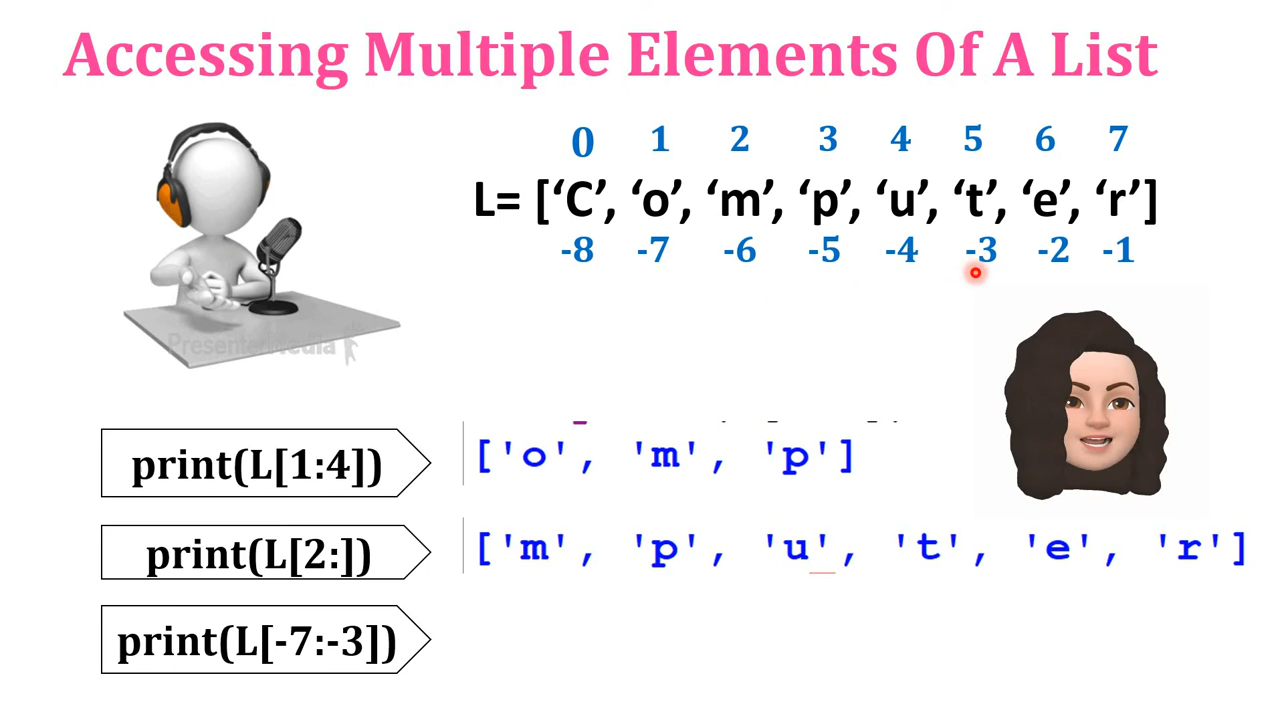 Accessing Multiple Elements Of A List
0 1 2 3 4 5 6 7
L= [‘C’, ‘o’, ‘m’, ‘p’, ‘u’, ‘t’, ‘e’, ‘r’]
-8 -7 -6 -5 -4 -3 -2 -1
PresenterMedia
print(L[1:4])
['o', 'm', 'p']
print(L[2:])
['m', 'p', 'u', 't', 'e', 'r']
print(L[-7:-3])